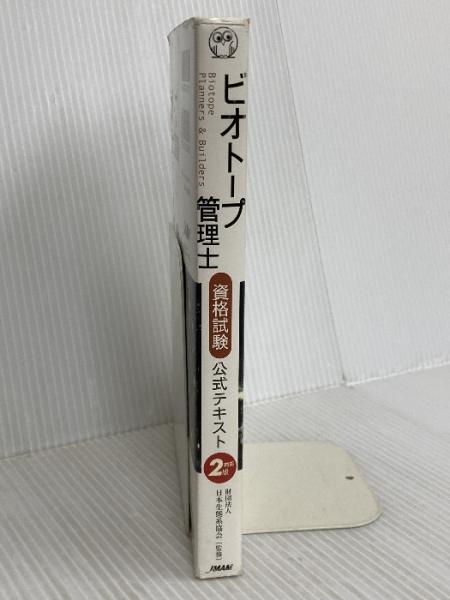 ビオトープ
管理士
Biotope
Planners & Builders
資格試験
公式テキスト
2級
財団法人
日本生態系協会 [監修]
JMAM